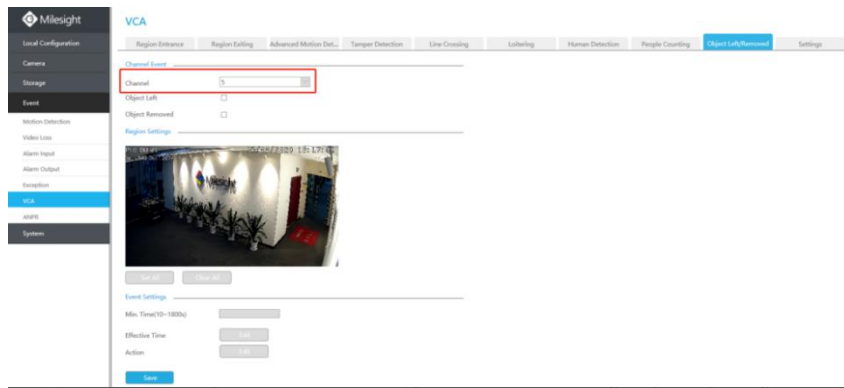 Milesight
VCA
Local Configuration
Camera
Storage
Event
Motion Detection
Video Loss
Alarm Input
Alarm Output
Exception
VCA
ANPR
System
Region Entrance Region Exiting Advanced Motion Det... Tamper Detection Line Crossing Loitering Human Detection People Counting Object Left/Removed Settings
Channel Event
Channel 5
Object Left
Object Removed
Region Settings
Milesight
Set All Clear All
Event Settings
Min. Time(10~1800s)
Effective Time Edit
Action Edit
Save